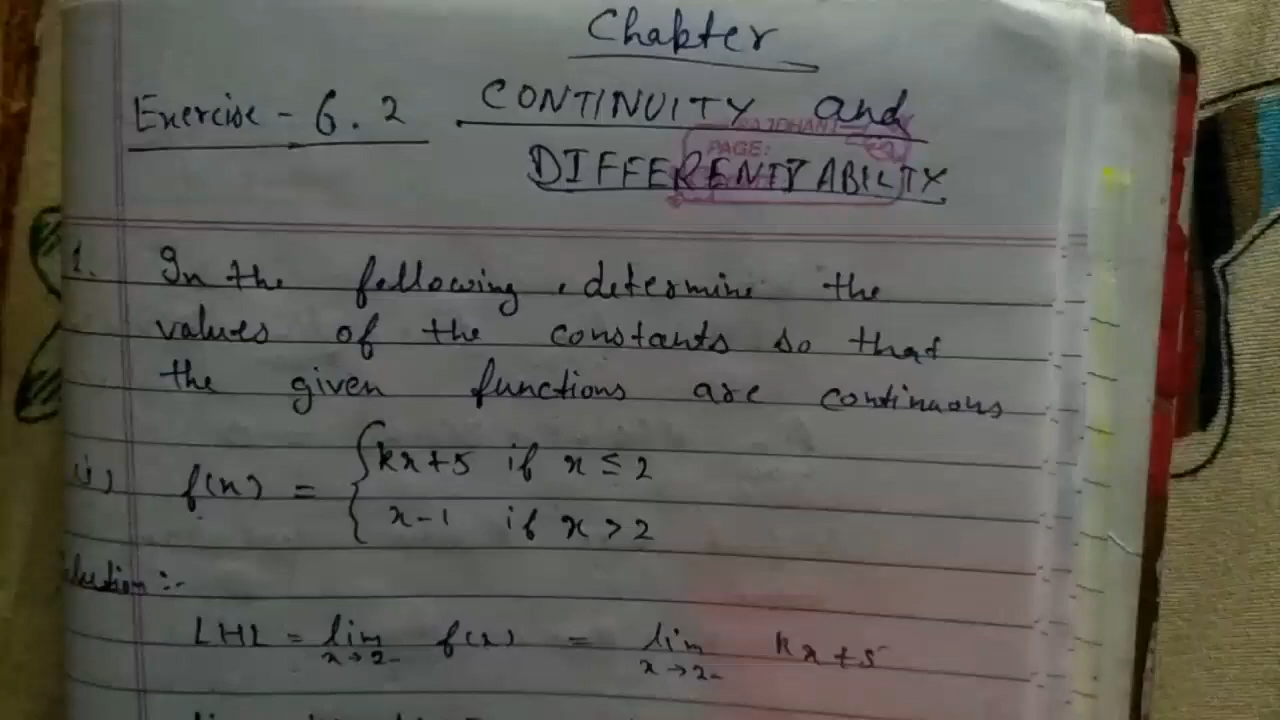 Chapter
Exercise - 6.2 CONTINUITY and
DIFFERENTIABILTY
PAGE:
1. In the following, determine the
values of the constants so that
the given functions are continuous
(i) f(x) = { kx+5 if x ≤ 2
x-1 if x > 2
Solution :-
LHL = lim x→2- f(x) = lim x→2- kx+5